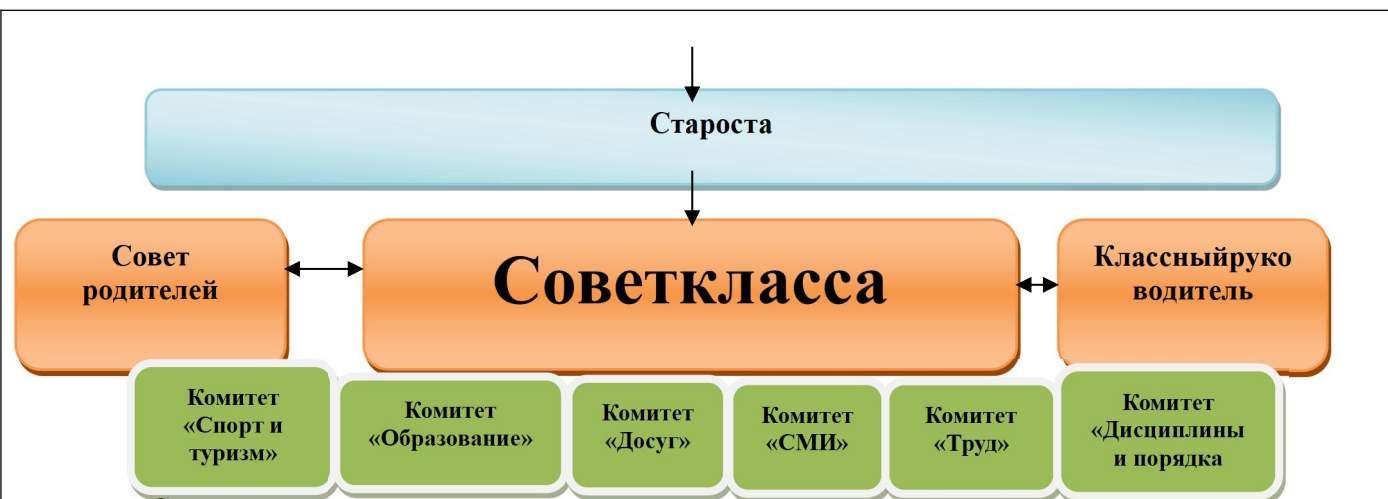 Староста
Совет
родителей
Советкласса
Классныйруко
водитель
Комитет
«Спорт и
туризм»
Комитет
«Образование»
Комитет
«Досуг»
Комитет
«СМИ»
Комитет
«Труд»
Комитет
«Дисциплины
и порядка